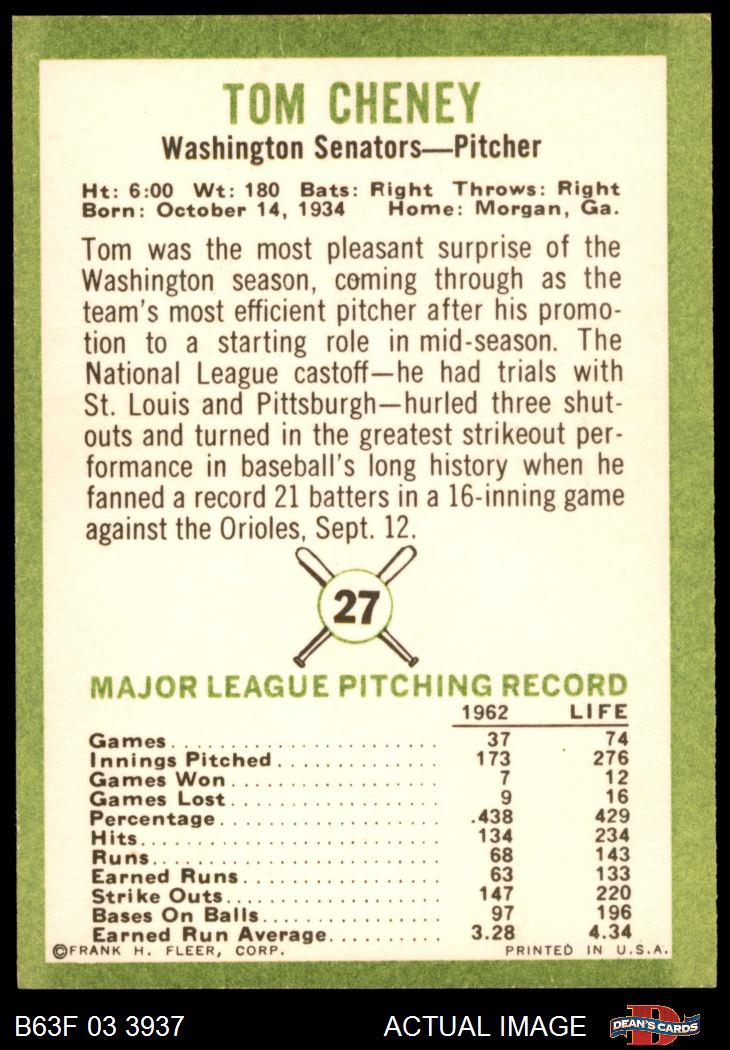 TOM CHENEY
Washington Senators—Pitcher
Ht: 6:00 Wt: 180 Bats: Right Throws: Right
Born: October 14, 1934 Home: Morgan, Ga.
Tom was the most pleasant surprise of the
Washington season, coming through as the
team's most efficient pitcher after his promo-
tion to a starting role in mid-season. The
National League castoff—he had trials with
St. Louis and Pittsburgh—hurled three shut-
outs and turned in the greatest strikeout per-
formance in baseball's long history when he
fanned a record 21 batters in a 16-inning game
against the Orioles, Sept. 12.
27
MAJOR LEAGUE PITCHING RECORD
1962 LIFE
Games 37 74
Innings Pitched 173 276
Games Won 7 12
Games Lost 9 16
Percentage .438 429
Hits 134 234
Runs 68 143
Earned Runs 63 133
Strike Outs 147 220
Bases On Balls 97 196
Earned Run Average 3.28 4.34
©FRANK H. FLEER, CORP. PRINTED IN U.S.A.
B63F 03 3937 ACTUAL IMAGE D DEAN'S CARDS